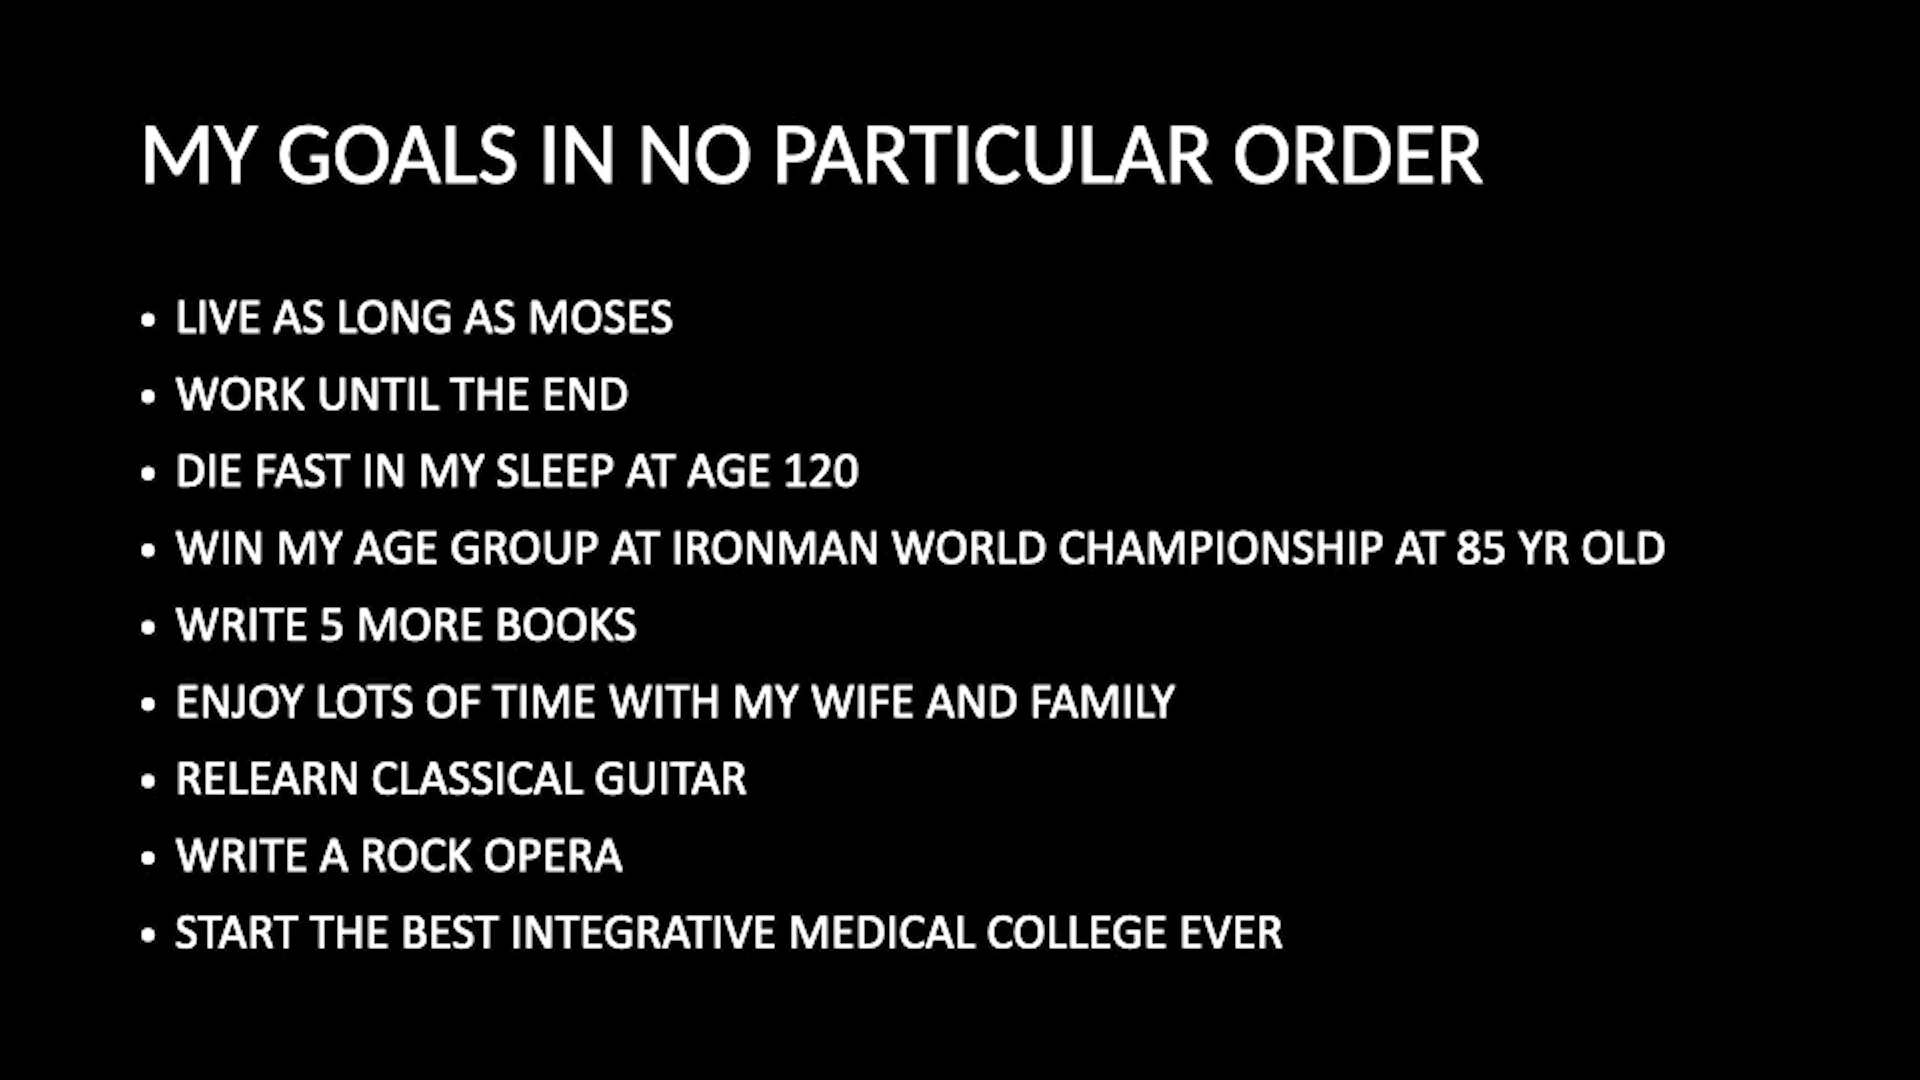 MY GOALS IN NO PARTICULAR ORDER
• LIVE AS LONG AS MOSES
• WORK UNTIL THE END
• DIE FAST IN MY SLEEP AT AGE 120
• WIN MY AGE GROUP AT IRONMAN WORLD CHAMPIONSHIP AT 85 YR OLD
• WRITE 5 MORE BOOKS
• ENJOY LOTS OF TIME WITH MY WIFE AND FAMILY
• RELEARN CLASSICAL GUITAR
• WRITE A ROCK OPERA
• START THE BEST INTEGRATIVE MEDICAL COLLEGE EVER